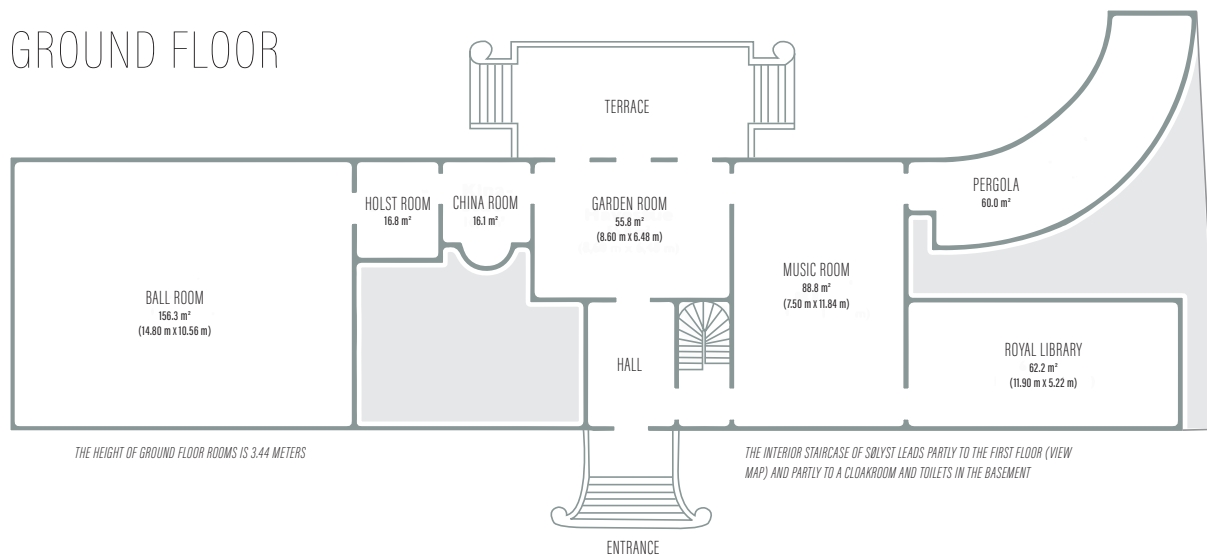 GROUND FLOOR
TERRACE
HOLST ROOM
16.8 m²
CHINA ROOM
16.1 m²
GARDEN ROOM
55.8 m²
(8.60 m x 6.48 m)
PERGOLA
60.0 m²
BALL ROOM
156.3 m²
(14.80 m x 10.56 m)
MUSIC ROOM
88.8 m²
(7.50 m x 11.84 m)
HALL
ROYAL LIBRARY
62.2 m²
(11.90 m x 5.22 m)
THE HEIGHT OF GROUND FLOOR ROOMS IS 3.44 METERS
THE INTERIOR STAIRCASE OF SØLYST LEADS PARTLY TO THE FIRST FLOOR (VIEW
MAP) AND PARTLY TO A CLOAKROOM AND TOILETS IN THE BASEMENT
ENTRANCE